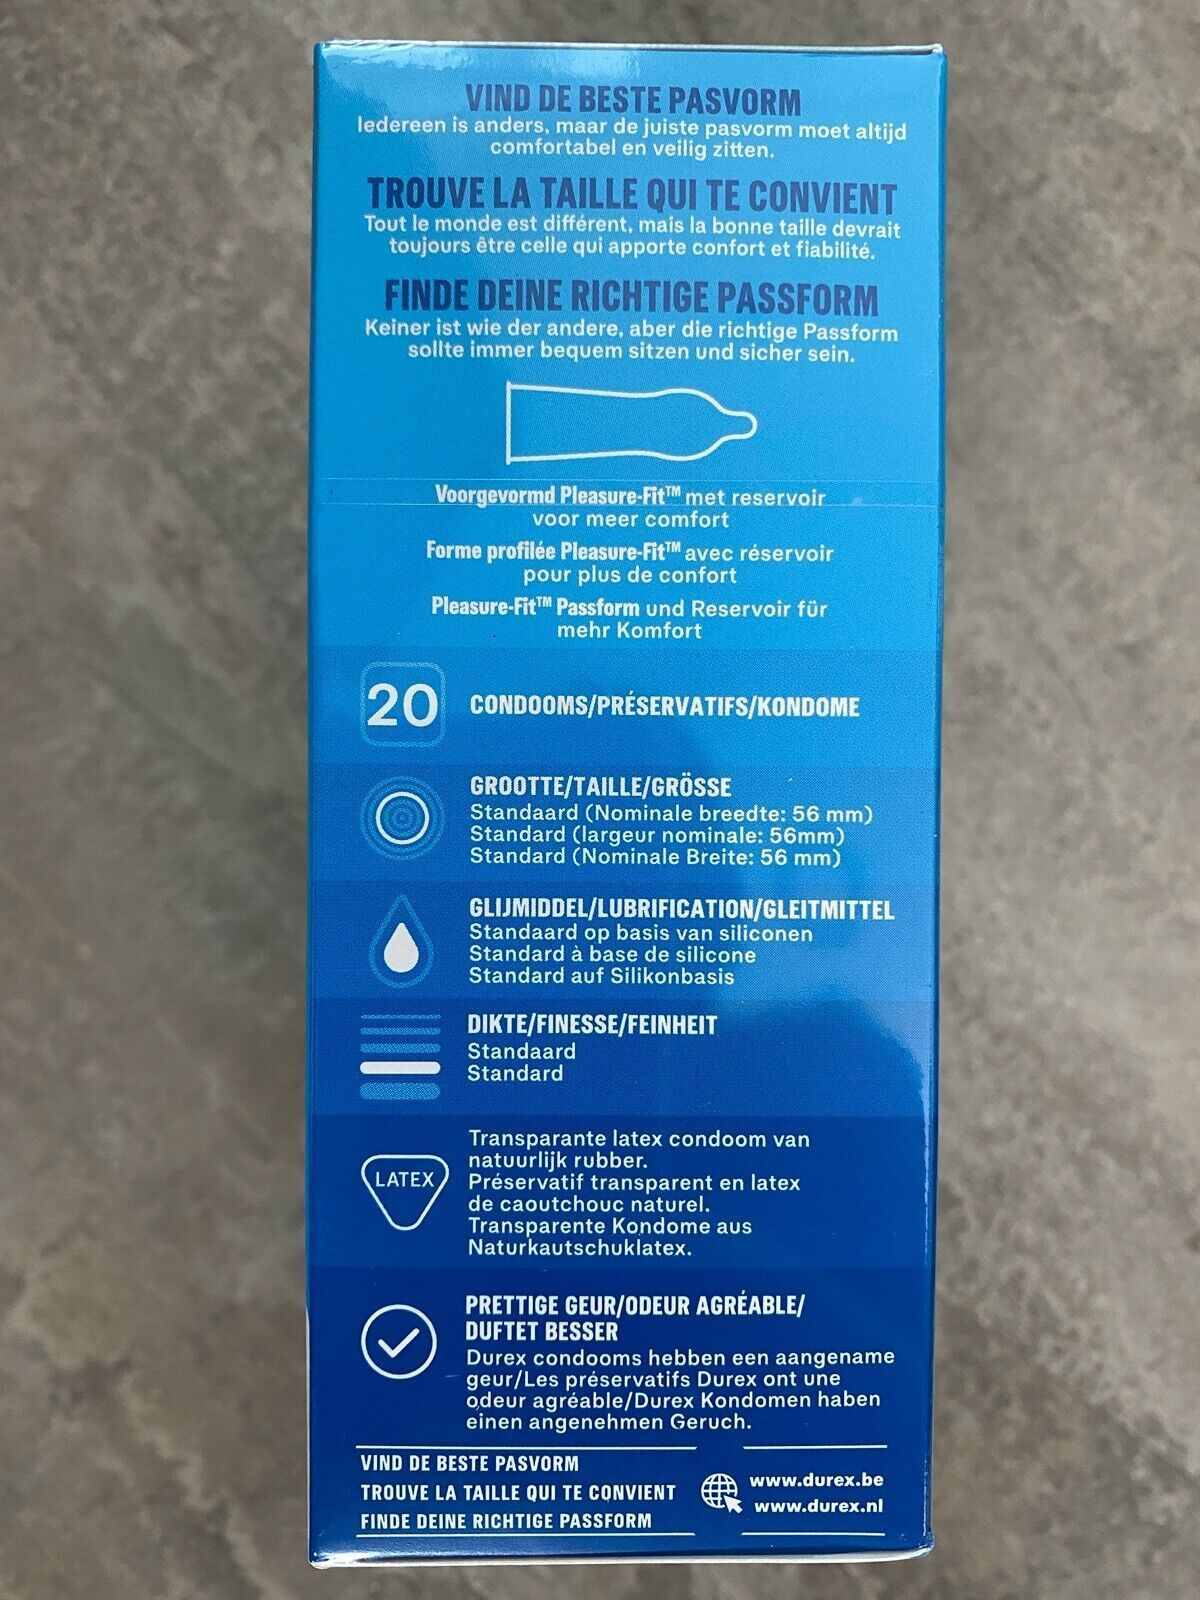 VIND DE BESTE PASVORM
Iedereen is anders, maar de juiste pasvorm moet altijd
comfortabel en veilig zitten.
TROUVE LA TAILLE QUI TE CONVIENT
Tout le monde est différent, mais la bonne taille devrait
toujours être celle qui apporte confort et fiabilité.
FINDE DEINE RICHTIGE PASSFORM
Keiner ist wie der andere, aber die richtige Passform
sollte immer bequem sitzen und sicher sein.
Voorgevormd Pleasure-Fit™ met reservoir
voor meer comfort
Forme profilée Pleasure-Fit™ avec réservoir
pour plus de confort
Pleasure-Fit™ Passform und Reservoir für
mehr Komfort
20 CONDOOMS/PRÉSERVATIFS/KONDOME
GROOTTE/TAILLE/GRÖSSE
Standaard (Nominale breedte: 56 mm)
Standard (largeur nominale: 56mm)
Standard (Nominale Breite: 56 mm)
GLIJMIDDEL/LUBRIFICATION/GLEITMITTEL
Standaard op basis van siliconen
Standard à base de silicone
Standard auf Silikonbasis
DIKTE/FINESSE/FEINHEIT
Standaard
Standard
LATEX
Transparante latex condoom van
natuurlijk rubber.
Préservatif transparent en latex
de caoutchouc naturel.
Transparente Kondome aus
Naturkautschuklatex.
PRETTIGE GEUR/ODEUR AGRÉABLE/
DUFTET BESSER
Durex condooms hebben een aangename
geur/Les préservatifs Durex ont une
odeur agréable/Durex Kondomen haben
einen angenehmen Geruch.
VIND DE BESTE PASVORM
TROUVE LA TAILLE QUI TE CONVIENT
FINDE DEINE RICHTIGE PASSFORM
www.durex.be
www.durex.nl